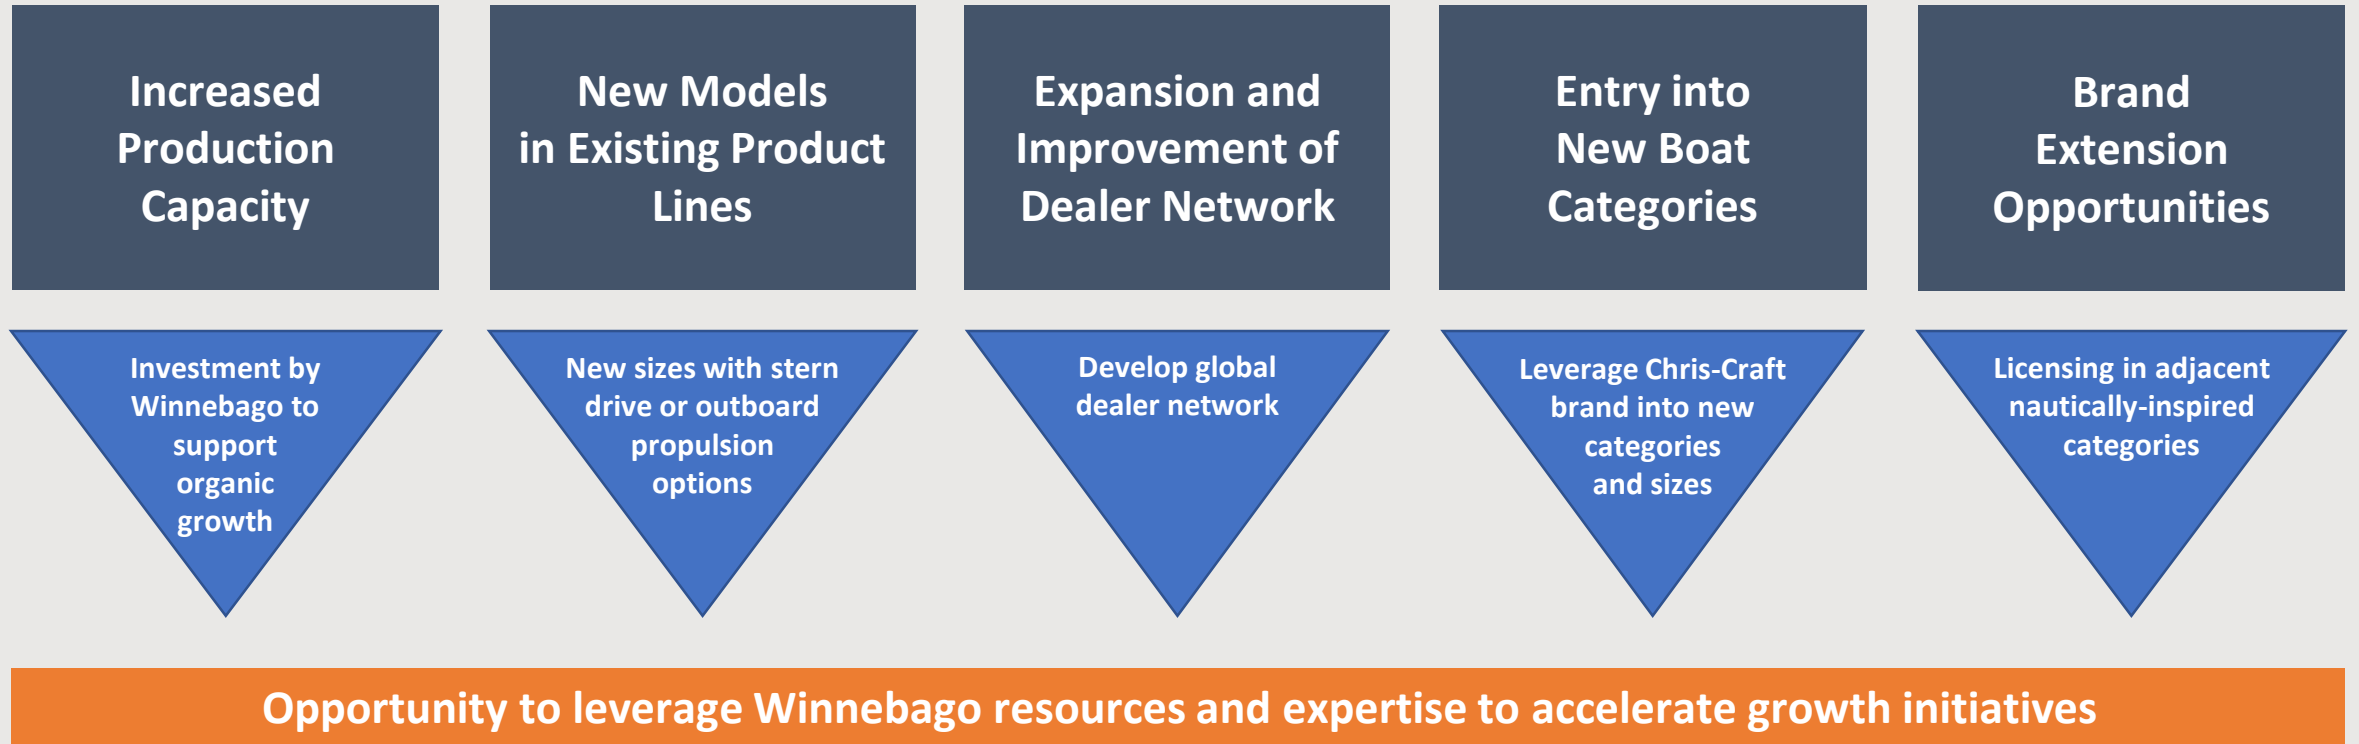 Increased
Production
Capacity
New Models
in Existing Product
Lines
Expansion and
Improvement of
Dealer Network
Entry into
New Boat
Categories
Brand
Extension
Opportunities
Investment by
Winnebago to
support
organic
growth
New sizes with stern
drive or outboard
propulsion
options
Develop global
dealer network
Leverage Chris-Craft
brand into new
categories
and sizes
Licensing in adjacent
nautically-inspired
categories
Opportunity to leverage Winnebago resources and expertise to accelerate growth initiatives